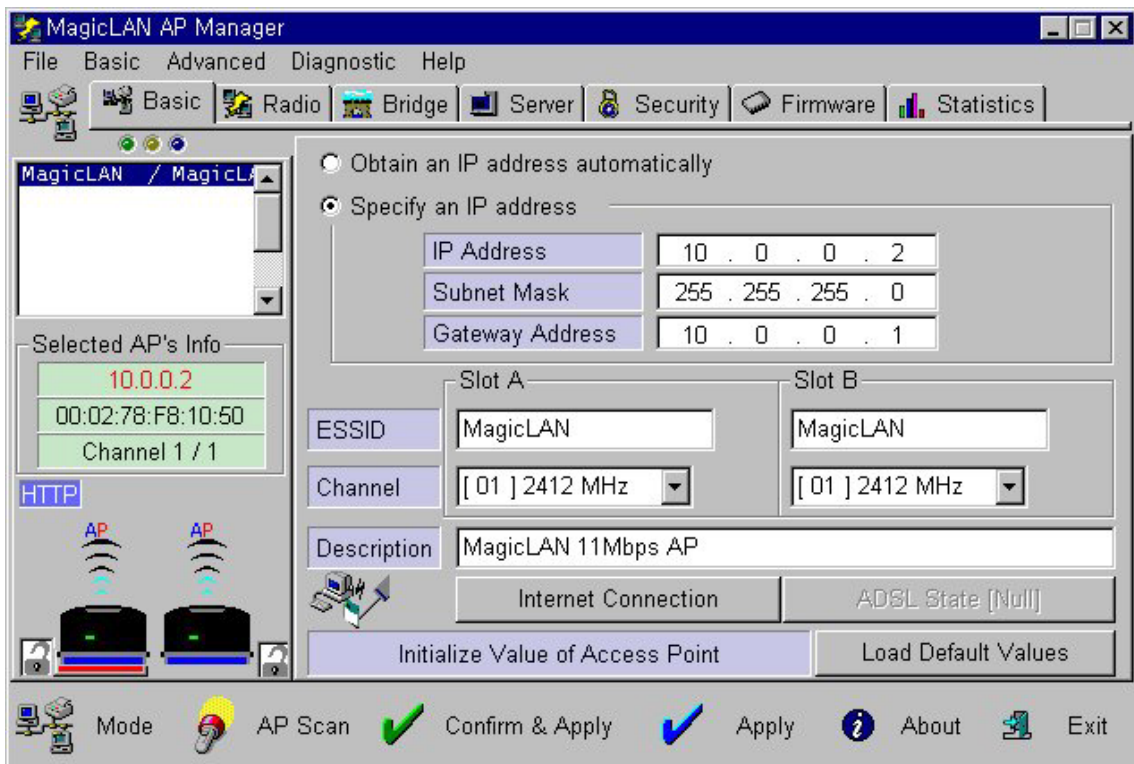 MagicLAN AP Manager
File Basic Advanced Diagnostic Help
Basic Radio Bridge Server Security Firmware Statistics
MagicLAN / MagicLA
Selected AP's Info
10.0.0.2
00:02:78:F8:10:50
Channel 1 / 1
HTTP
AP AP
Obtain an IP address automatically
Specify an IP address
IP Address 10 . 0 . 0 . 2
Subnet Mask 255 . 255 . 255 . 0
Gateway Address 10 . 0 . 0 . 1
Slot A Slot B
ESSID MagicLAN MagicLAN
Channel [ 01 ] 2412 MHz [ 01 ] 2412 MHz
Description MagicLAN 11Mbps AP
Internet Connection ADSL State [Null]
Initialize Value of Access Point Load Default Values
Mode AP Scan Confirm & Apply Apply About Exit